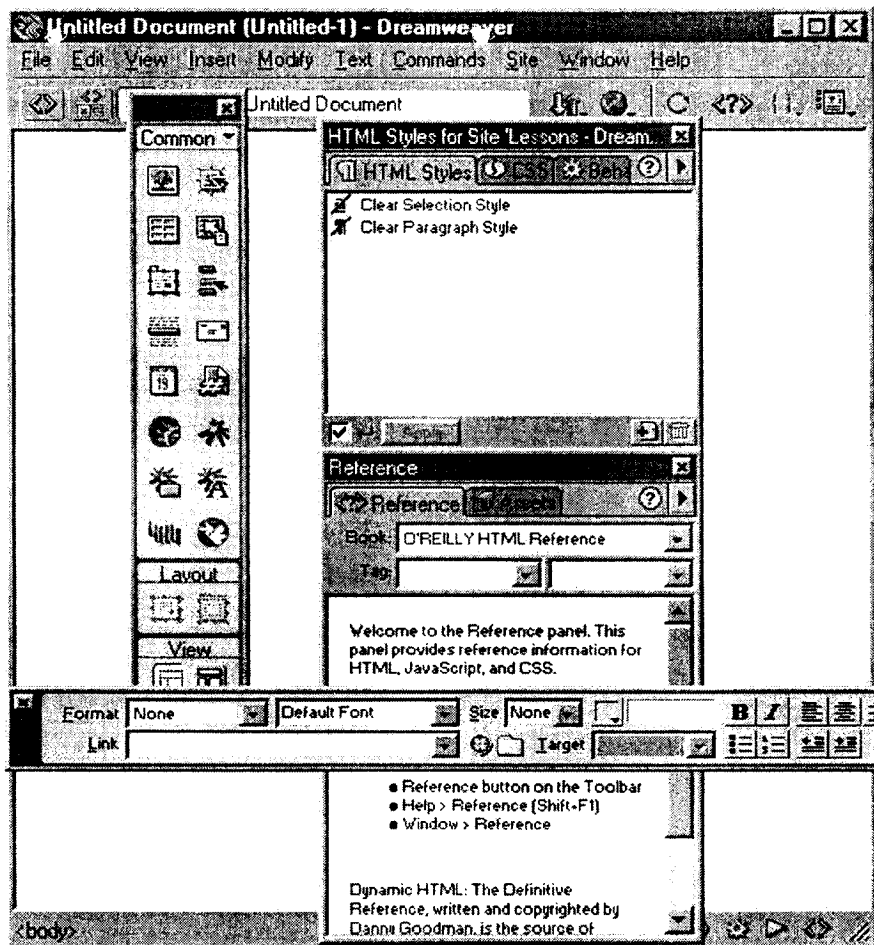 Untitled Document (Untitled-1) - Dreamweaver
File Edit View Insert Modify Text Commands Site Window Help
Untitled Document
Common
HTML Styles for Site 'Lessons - Dream...
HTML Styles CSS Beha
Clear Selection Style
Clear Paragraph Style
Apply
Reference
<?> Reference Assets
Book: O'REILLY HTML Reference
Tag:
Layout
View
Welcome to the Reference panel. This
panel provides reference information for
HTML, JavaScript, and CSS.
Format None Default Font Size None B I
Link Target
Reference button on the Toolbar
Help > Reference (Shift+F1)
Window > Reference
Dynamic HTML: The Definitive
Reference, written and copyrighted by
Danny Goodman, is the source of
<body>